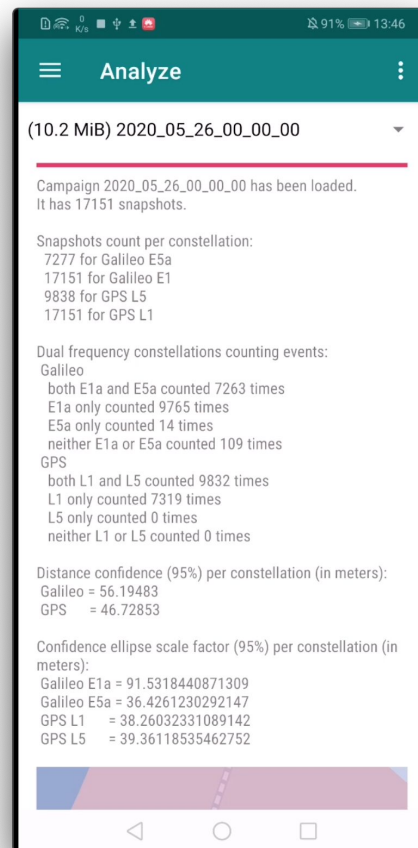 0
K/s
91%
13:46
Analyze
(10.2 MiB) 2020_05_26_00_00_00
Campaign 2020_05_26_00_00_00 has been loaded.
It has 17151 snapshots.
Snapshots count per constellation:
7277 for Galileo E5a
17151 for Galileo E1
9838 for GPS L5
17151 for GPS L1
Dual frequency constellations counting events:
Galileo
both E1a and E5a counted 7263 times
E1a only counted 9765 times
E5a only counted 14 times
neither E1a or E5a counted 109 times
GPS
both L1 and L5 counted 9832 times
L1 only counted 7319 times
L5 only counted 0 times
neither L1 or L5 counted 0 times
Distance confidence (95%) per constellation (in meters):
Galileo = 56.19483
GPS = 46.72853
Confidence ellipse scale factor (95%) per constellation (in
meters):
Galileo E1a = 91.5318440871309
Galileo E5a = 36.4261230292147
GPS L1 = 38.26032331089142
GPS L5 = 39.36118535462752